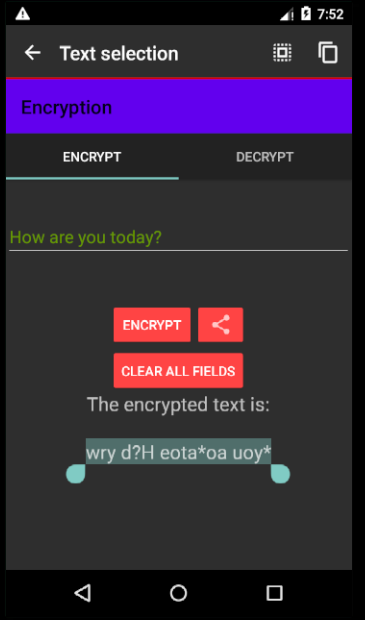 7:52
Text selection
Encryption
ENCRYPT DECRYPT
How are you today?
ENCRYPT
CLEAR ALL FIELDS
The encrypted text is:
wry d?H eota*oa uoy*